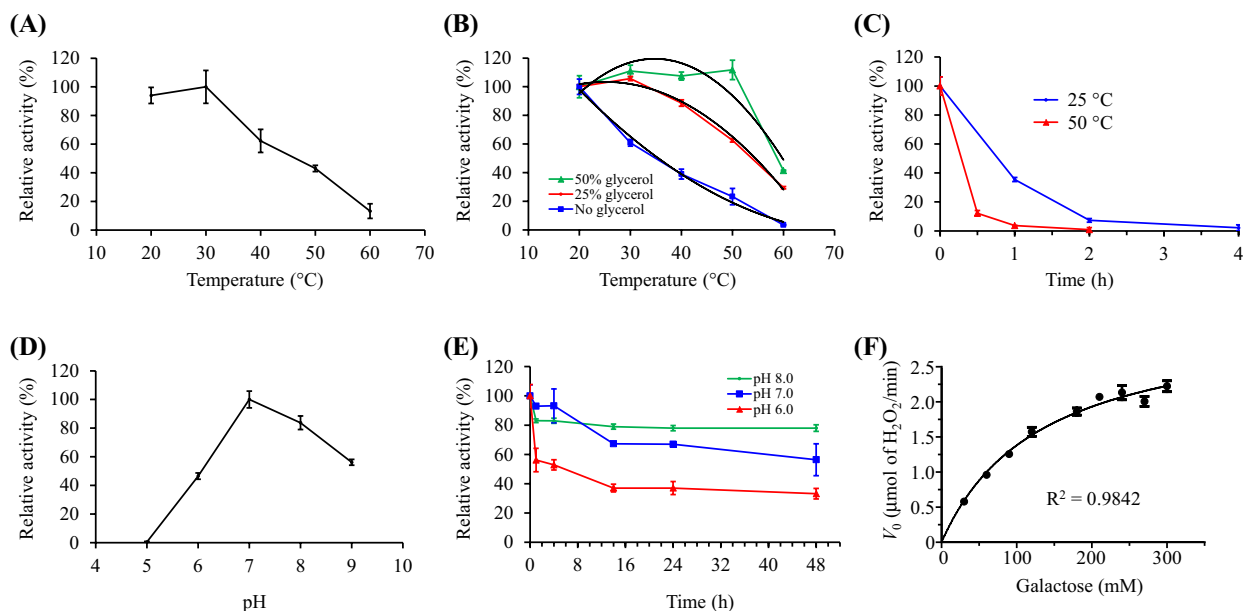 (A)
Relative activity (%)
120
100
80
60
40
20
0
10 20 30 40 50 60 70
Temperature (°C)
(B)
Relative activity (%)
120
100
80
60
40
20
0
50% glycerol
25% glycerol
No glycerol
10 20 30 40 50 60 70
Temperature (°C)
(C)
Relative activity (%)
120
100
80
60
40
20
0
25 °C
50 °C
0 1 2 3 4
Time (h)
(D)
Relative activity (%)
120
100
80
60
40
20
0
4 5 6 7 8 9 10
pH
(E)
Relative activity (%)
120
100
80
60
40
20
0
pH 8.0
pH 7.0
pH 6.0
0 8 16 24 32 40 48
Time (h)
(F)
V₀ (μmol of H₂O₂/min)
2.5
2.0
1.5
1.0
0.5
0.0
R² = 0.9842
0 100 200 300
Galactose (mM)